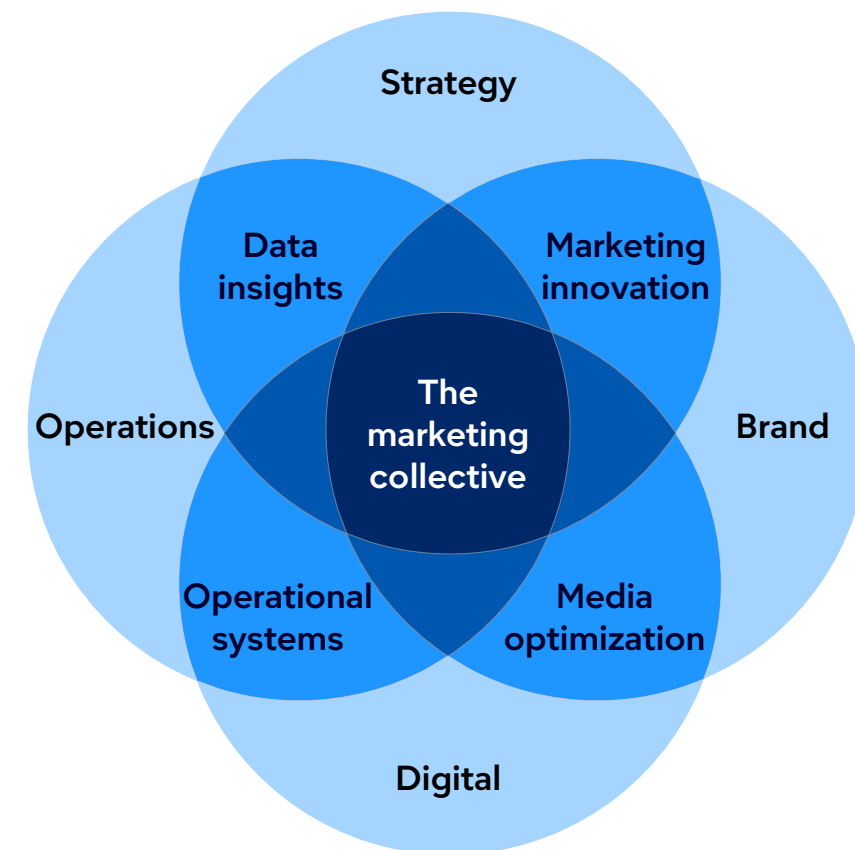 Strategy
Data
insights
Marketing
innovation
Operations
The
marketing
collective
Brand
Operational
systems
Media
optimization
Digital